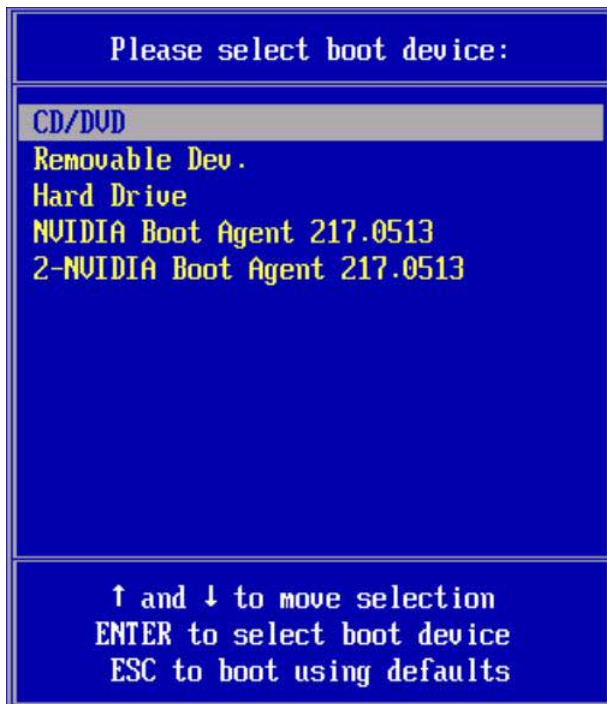 Please select boot device:
CD/DVD
Removable Dev.
Hard Drive
NVIDIA Boot Agent 217.0513
2-NVIDIA Boot Agent 217.0513
↑ and ↓ to move selection
ENTER to select boot device
ESC to boot using defaults